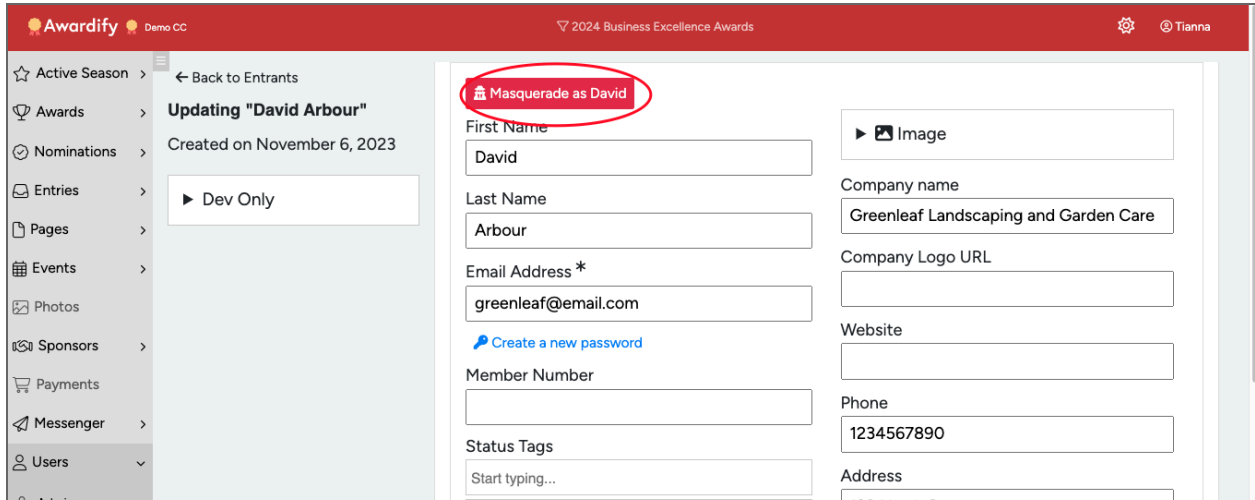 Awardify Demo CC
2024 Business Excellence Awards
Tianna
Active Season
Awards
Nominations
Entries
Pages
Events
Photos
Sponsors
Payments
Messenger
Users
Back to Entrants
Updating "David Arbour"
Created on November 6, 2023
Dev Only
Masquerade as David
First Name
David
Last Name
Arbour
Email Address *
greenleaf@email.com
Create a new password
Member Number
Status Tags
Start typing...
Image
Company name
Greenleaf Landscaping and Garden Care
Company Logo URL
Website
Phone
1234567890
Address